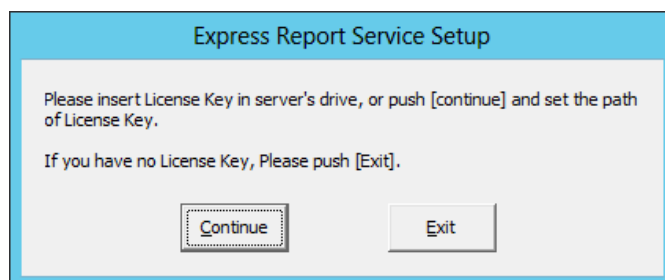 Express Report Service Setup
Please insert License Key in server's drive, or push [continue] and set the path
of License Key.
If you have no License Key, Please push [Exit].
Continue
Exit